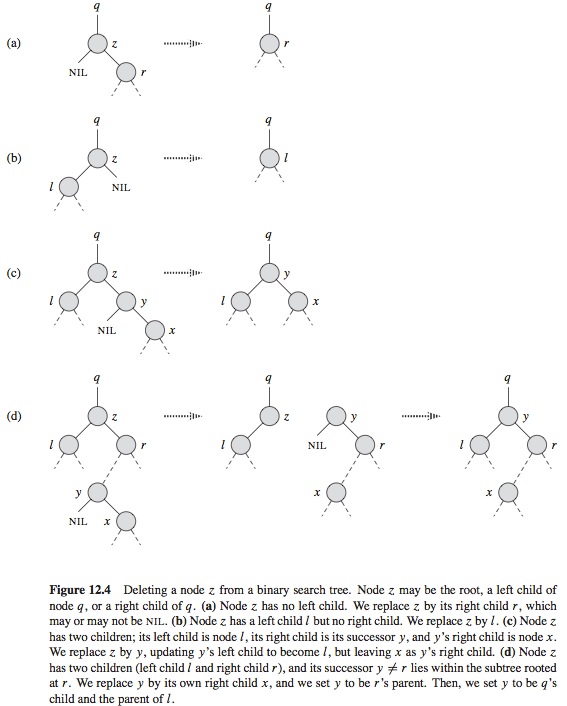 q q
(a) z r
NIL r
q q
(b) z l
l NIL
q q
(c) z y
l y l x
NIL x
q q q
(d) z z y y
l r l NIL r l r
y x x
NIL x
Figure 12.4 Deleting a node z from a binary search tree. Node z may be the root, a left child of
node q, or a right child of q. (a) Node z has no left child. We replace z by its right child r, which
may or may not be NIL. (b) Node z has a left child l but no right child. We replace z by l. (c) Node z
has two children; its left child is node l, its right child is its successor y, and y's right child is node x.
We replace z by y, updating y's left child to become l, but leaving x as y's right child. (d) Node z
has two children (left child l and right child r), and its successor y ≠ r lies within the subtree rooted
at r. We replace y by its own right child x, and we set y to be r's parent. Then, we set y to be q's
child and the parent of l.